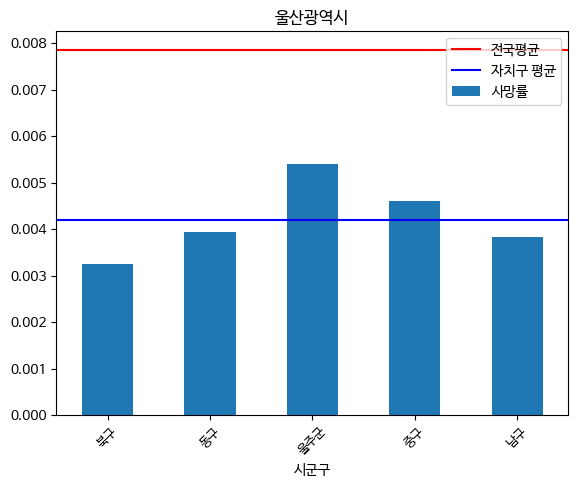 울산광역시
전국평균
자치구 평균
사망률
0.008
0.007
0.006
0.005
0.004
0.003
0.002
0.001
0.000
북구
동구
울주군
중구
남구
시군구